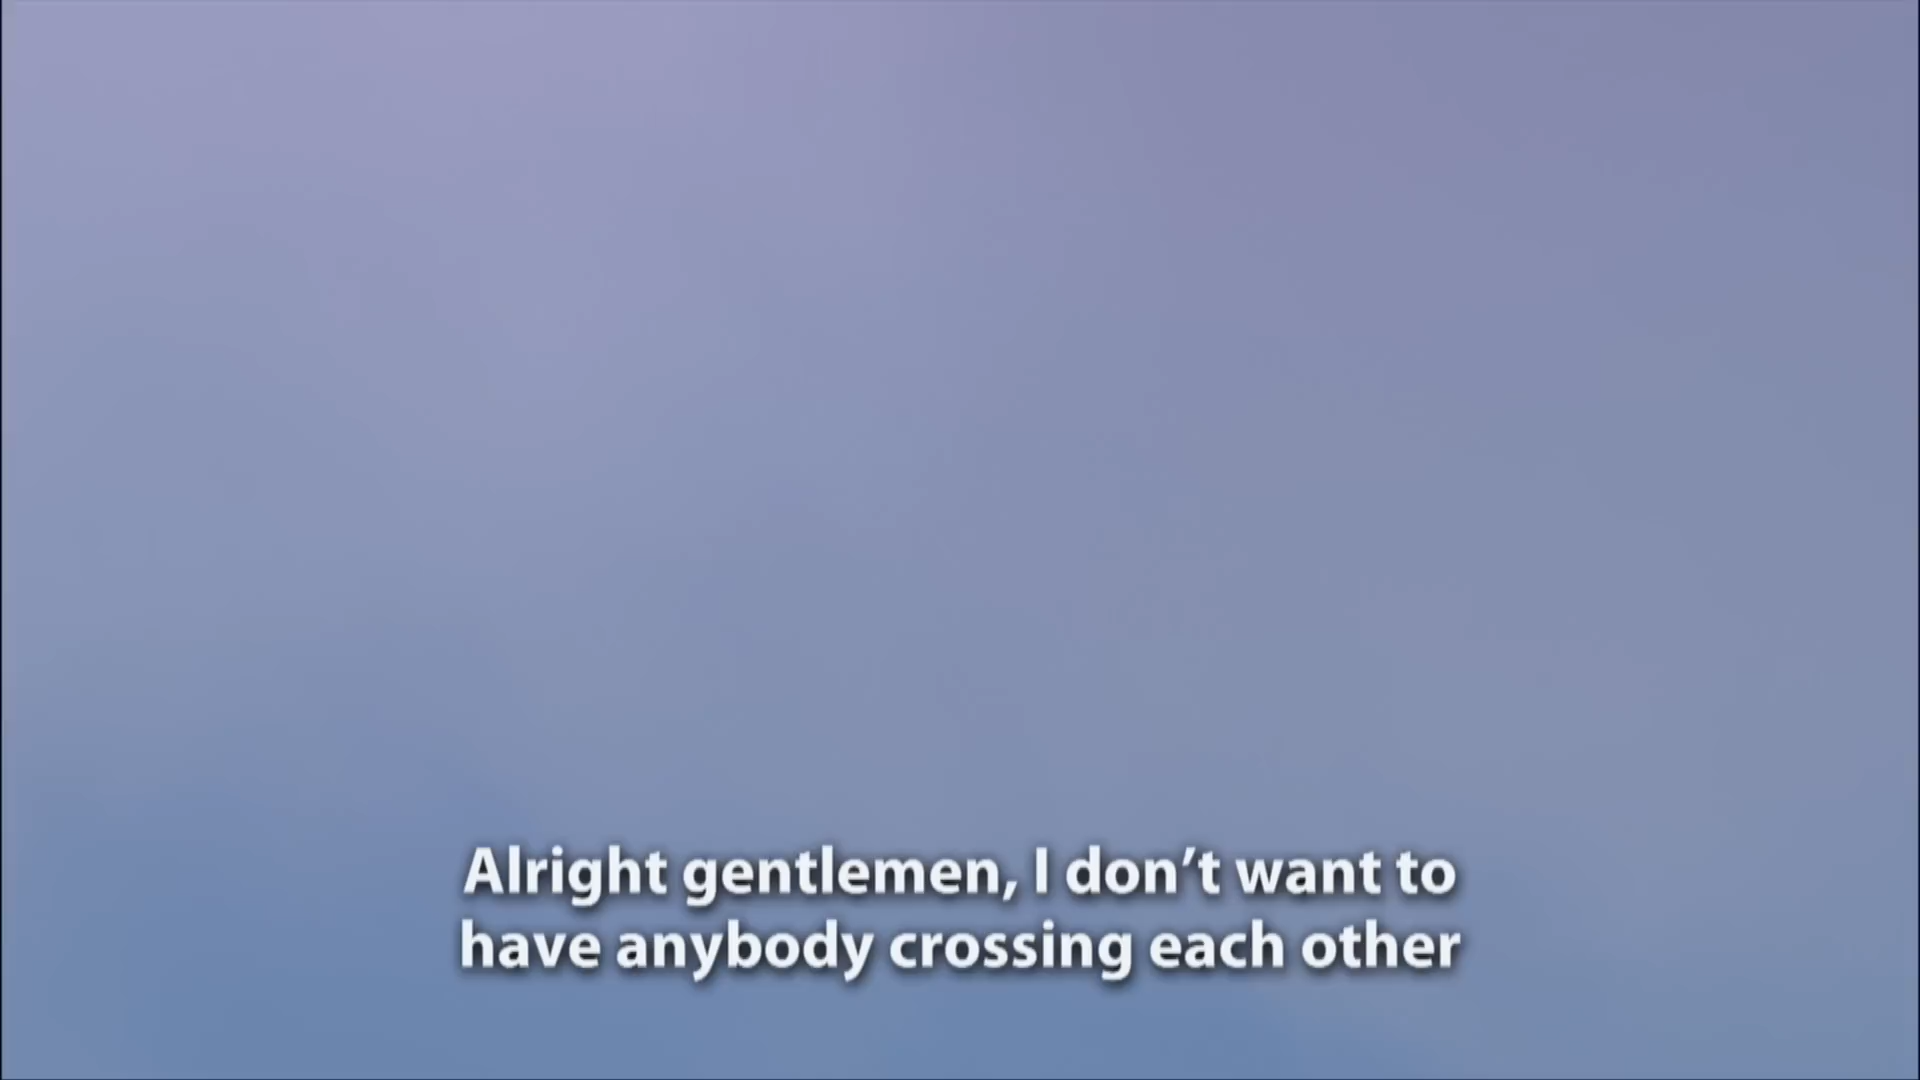 Alright gentlemen, I don’t want to
have anybody crossing each other